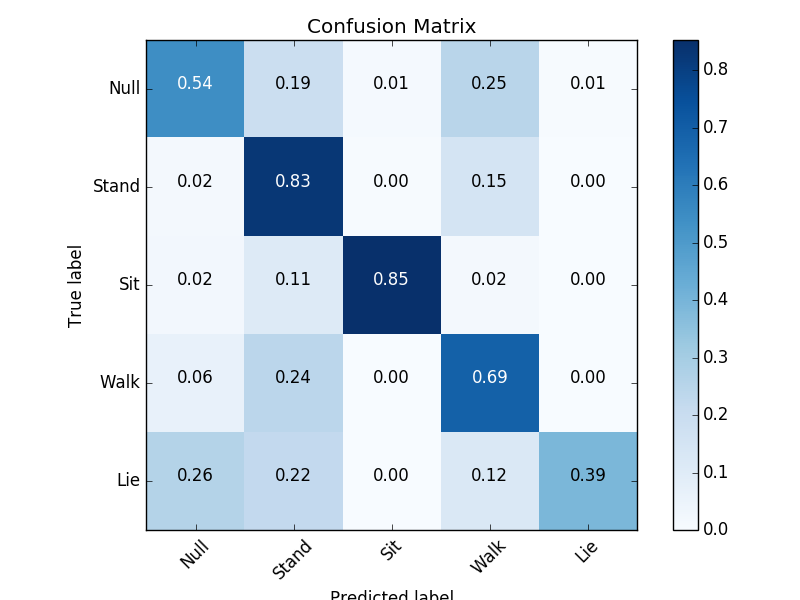 Confusion Matrix
Null 0.54 0.19 0.01 0.25 0.01
Stand 0.02 0.83 0.00 0.15 0.00
Sit 0.02 0.11 0.85 0.02 0.00
Walk 0.06 0.24 0.00 0.69 0.00
Lie 0.26 0.22 0.00 0.12 0.39
Null Stand Sit Walk Lie
True label
Predicted label
0.8
0.7
0.6
0.5
0.4
0.3
0.2
0.1
0.0